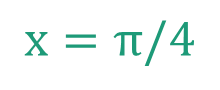 x = π/4